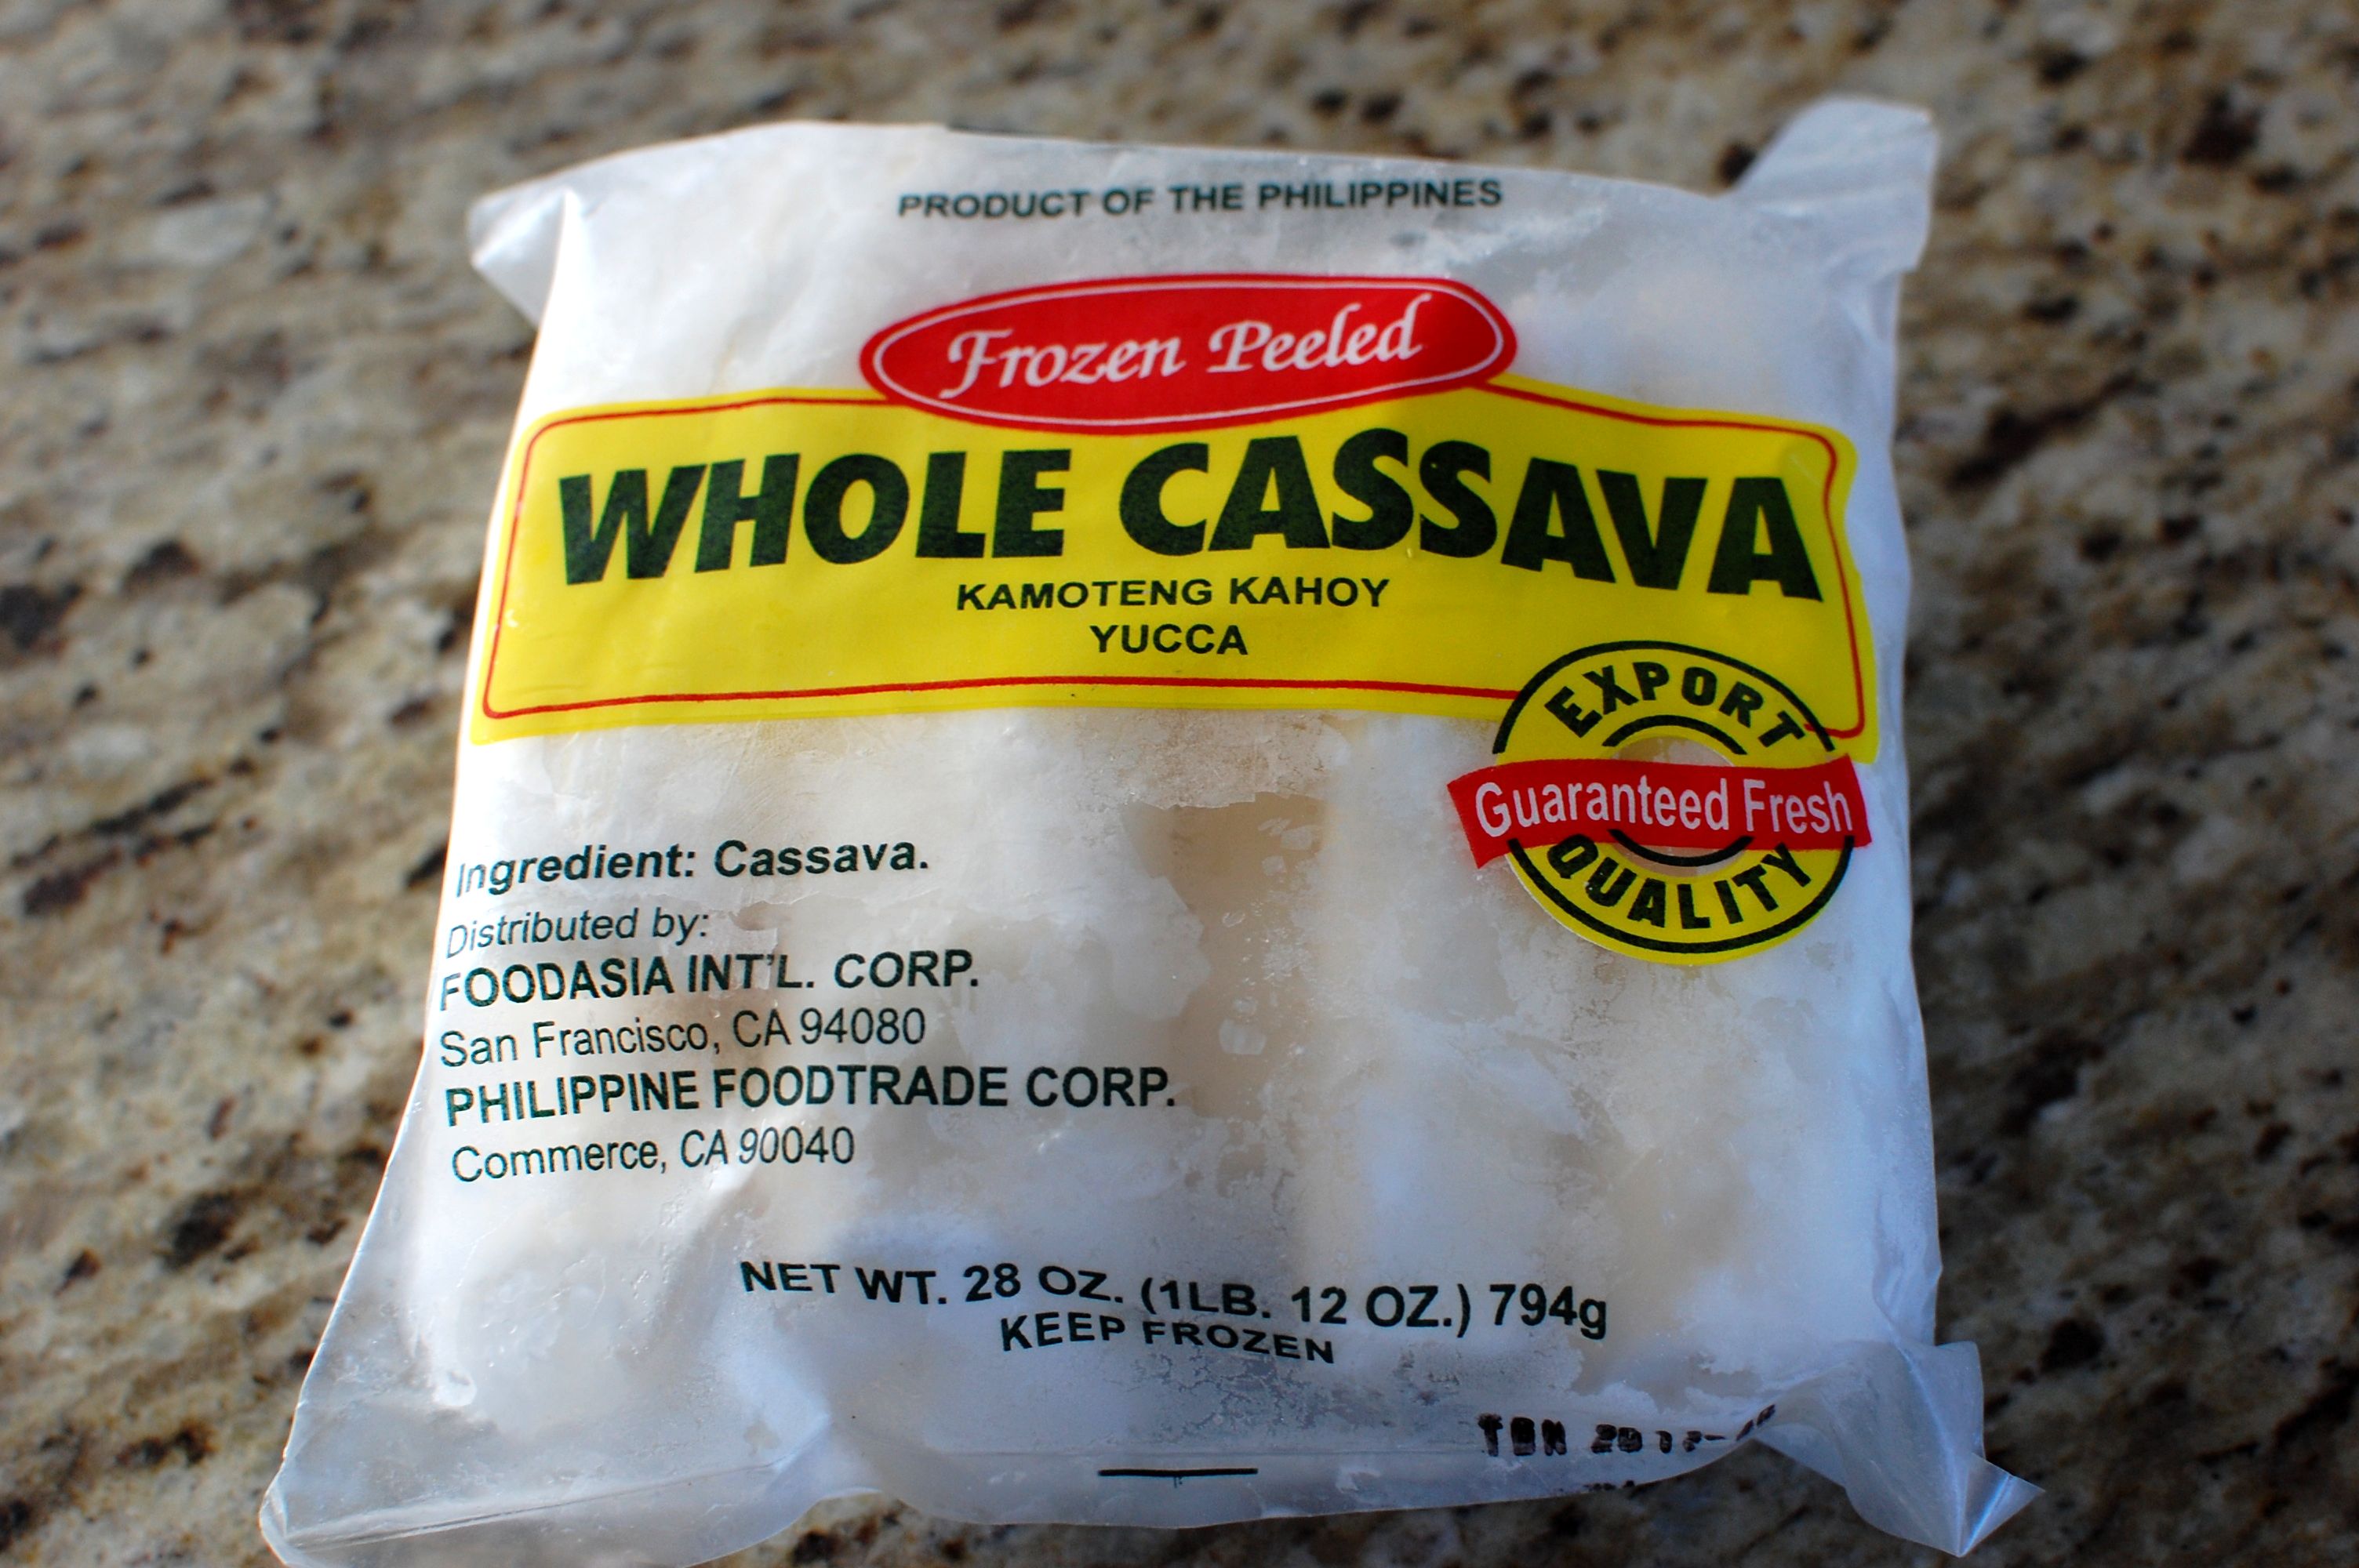 PRODUCT OF THE PHILIPPINES
Frozen Peeled
WHOLE CASSAVA
KAMOTENG KAHOY
YUCCA
EXPORT
Guaranteed Fresh
QUALITY
Ingredient: Cassava.
Distributed by:
FOODASIA INT'L. CORP.
San Francisco, CA 94080
PHILIPPINE FOODTRADE CORP.
Commerce, CA 90040
NET WT. 28 OZ. (1LB. 12 OZ.) 794g
KEEP FROZEN